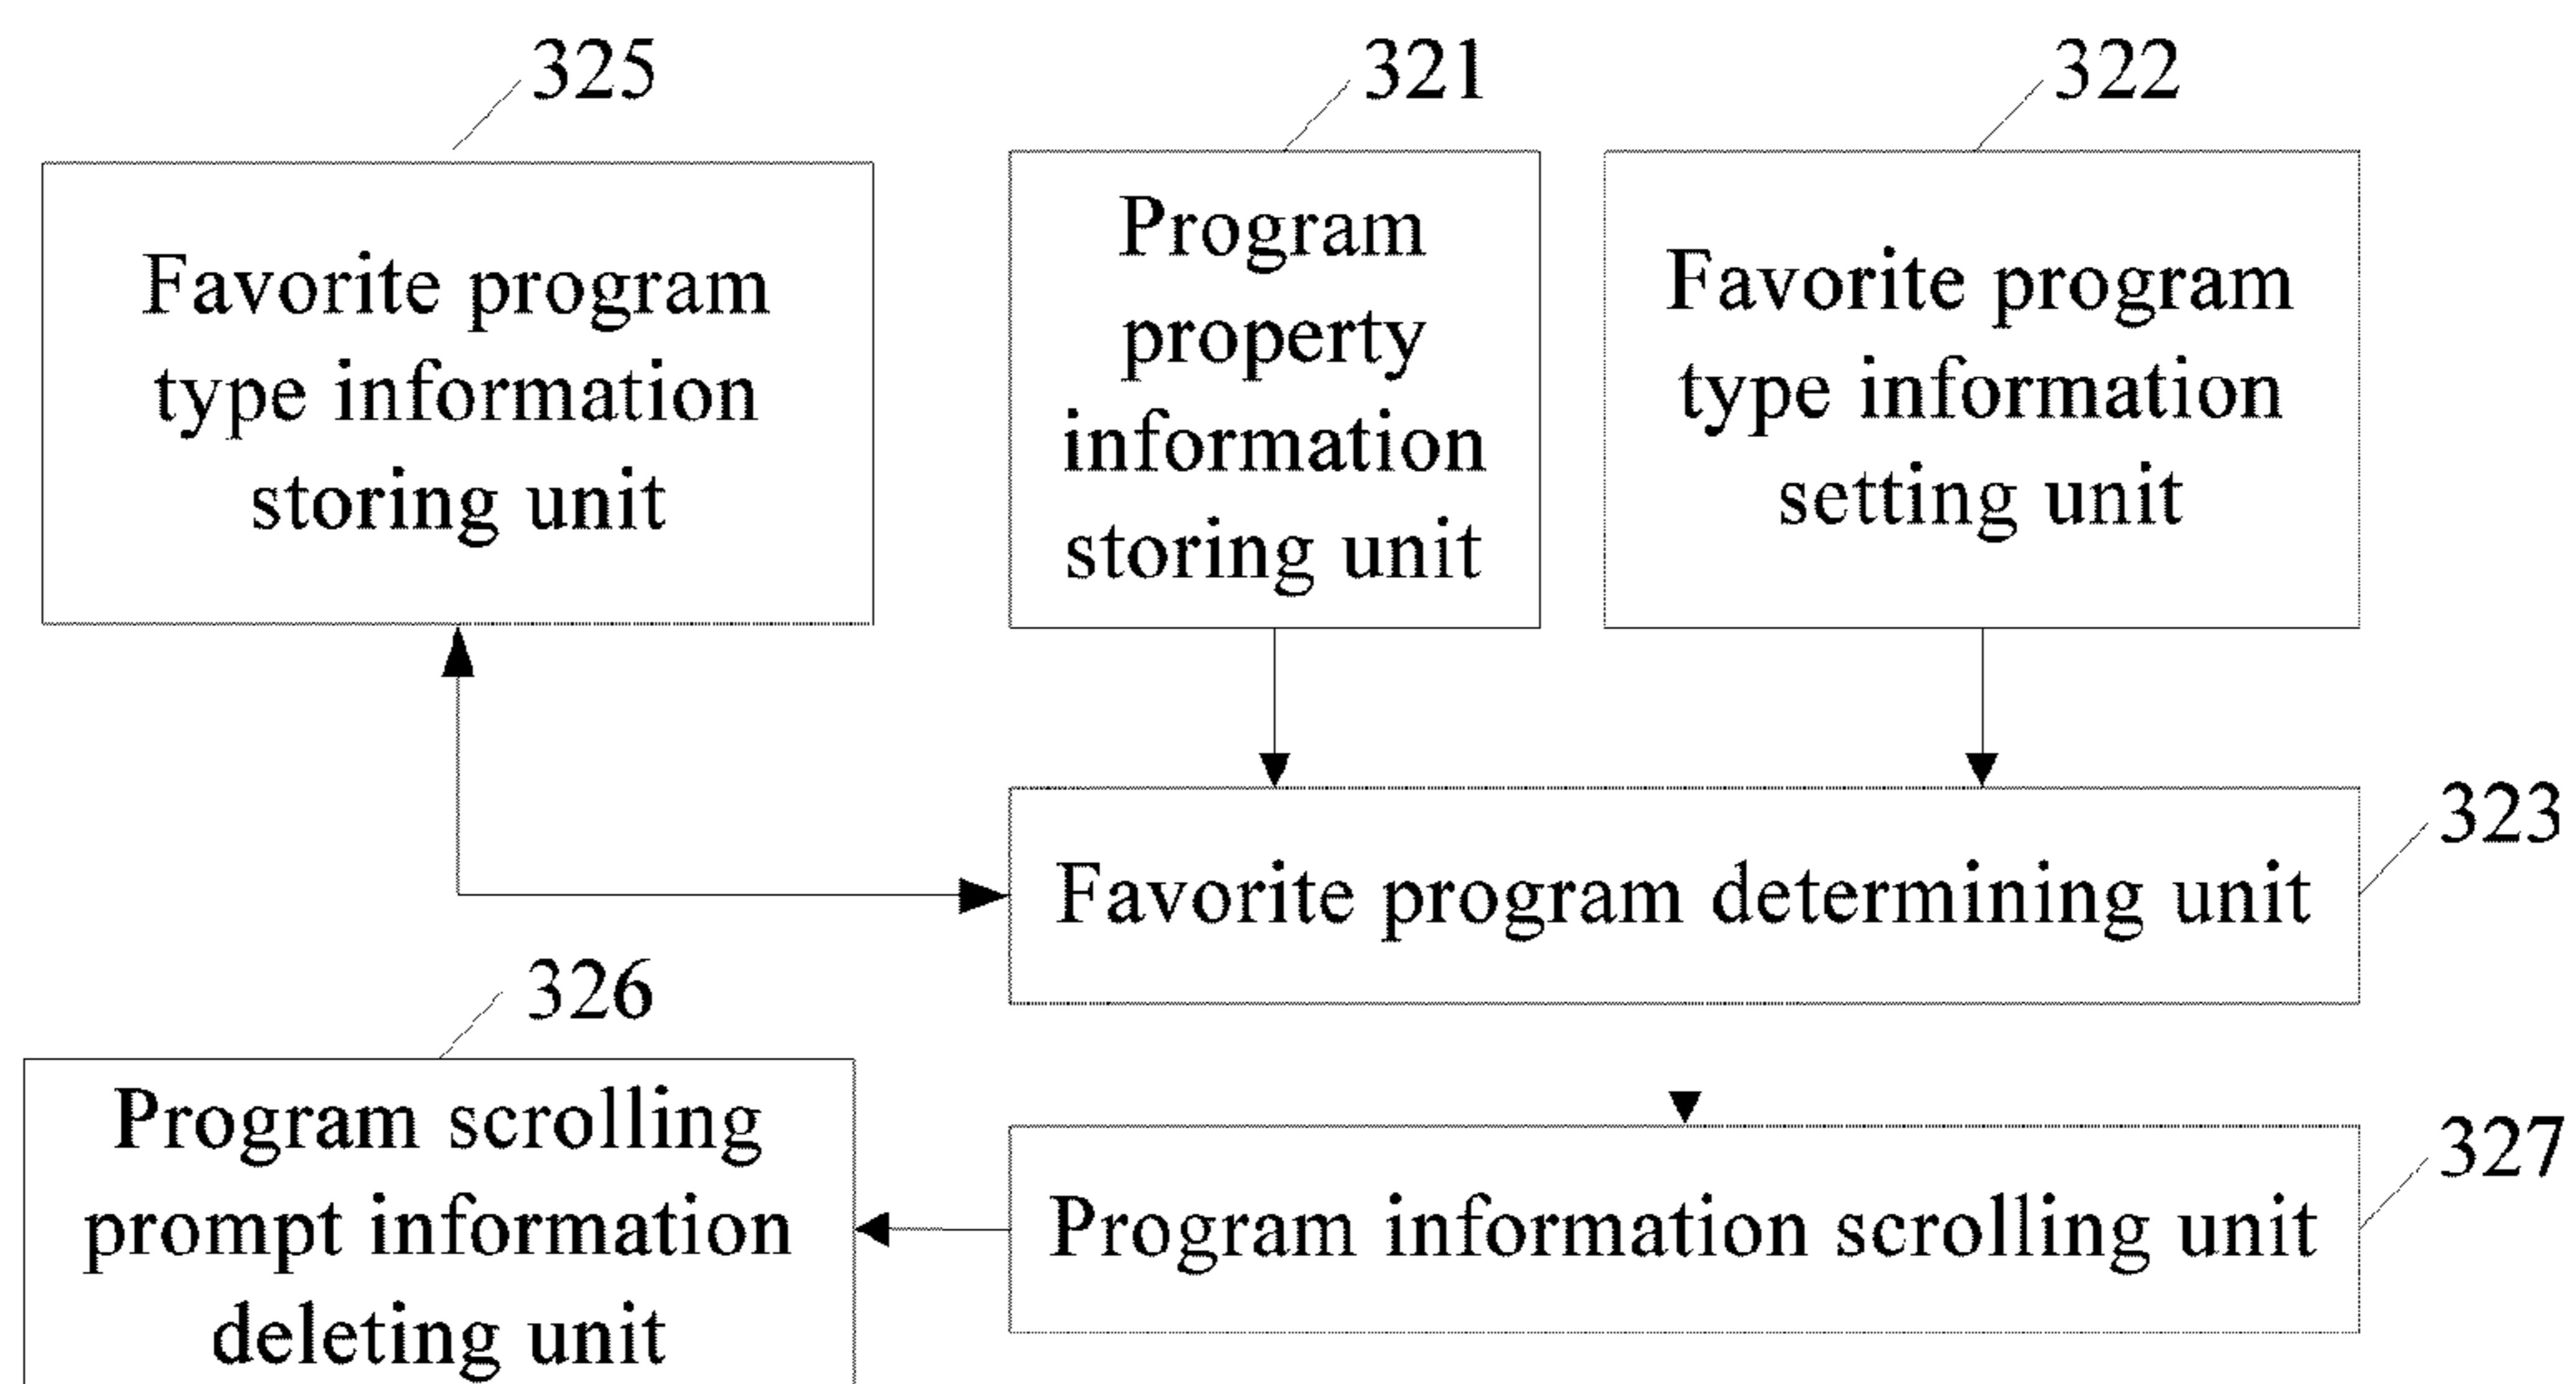 325
Favorite program
type information
storing unit
321
Program
property
information
storing unit
322
Favorite program
type information
setting unit
323
Favorite program determining unit
326
Program scrolling
prompt information
deleting unit
327
Program information scrolling unit